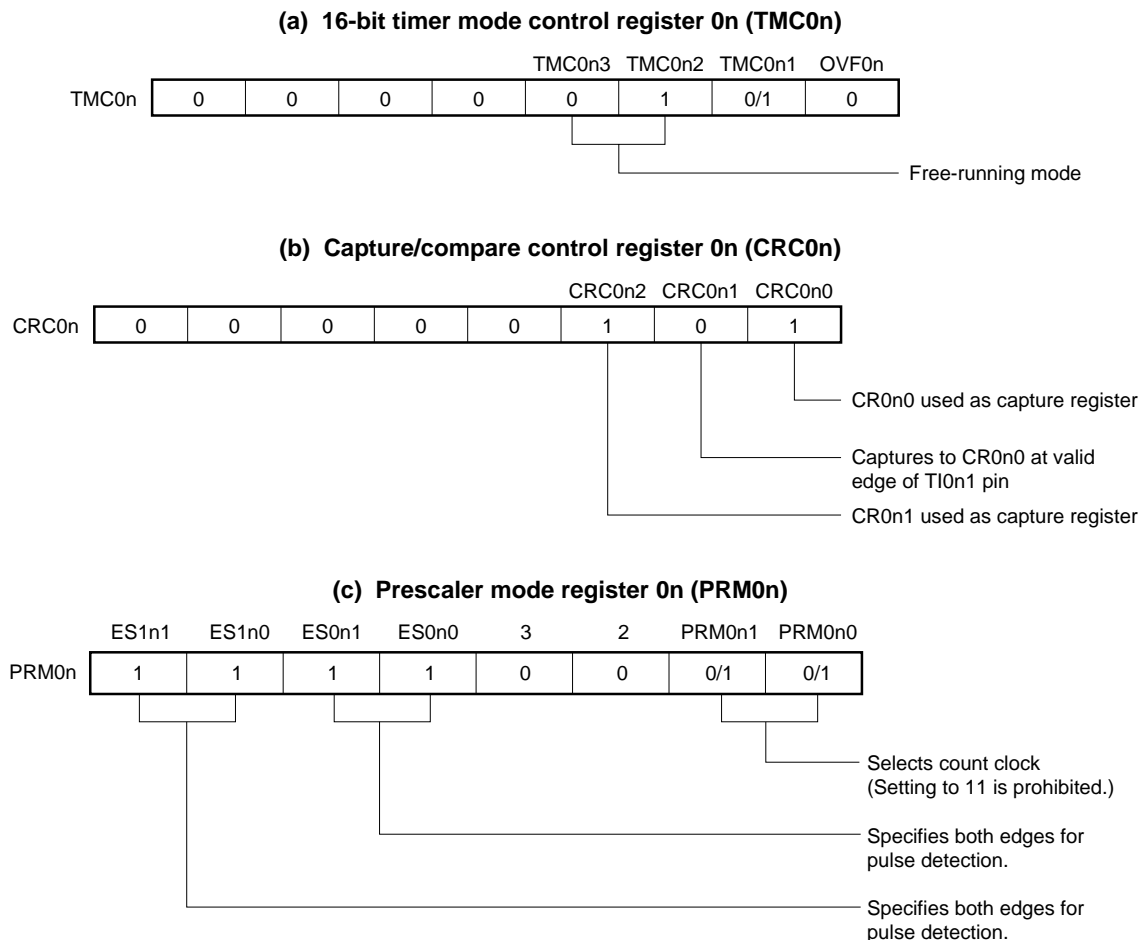 (a) 16-bit timer mode control register 0n (TMC0n)
TMC0n3 TMC0n2 TMC0n1 OVF0n
TMC0n 0 0 0 0 0 1 0/1 0
Free-running mode
(b) Capture/compare control register 0n (CRC0n)
CRC0n2 CRC0n1 CRC0n0
CRC0n 0 0 0 0 0 1 0 1
CR0n0 used as capture register
Captures to CR0n0 at valid
edge of TI0n1 pin
CR0n1 used as capture register
(c) Prescaler mode register 0n (PRM0n)
ES1n1 ES1n0 ES0n1 ES0n0 3 2 PRM0n1 PRM0n0
PRM0n 1 1 1 1 0 0 0/1 0/1
Selects count clock
(Setting to 11 is prohibited.)
Specifies both edges for
pulse detection.
Specifies both edges for
pulse detection.